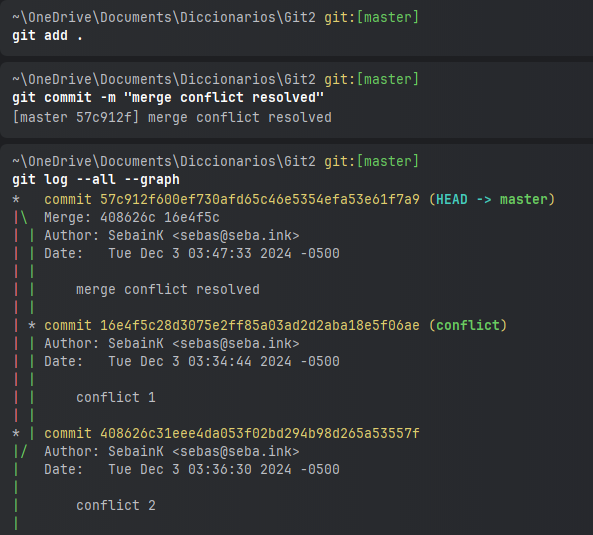 ~\OneDrive\Documents\Diccionarios\Git2 git:[master]
git add .
~\OneDrive\Documents\Diccionarios\Git2 git:[master]
git commit -m "merge conflict resolved"
[master 57c912f] merge conflict resolved
~\OneDrive\Documents\Diccionarios\Git2 git:[master]
git log --all --graph
*   commit 57c912f600ef730afd65c46e5354efa53e61f7a9 (HEAD -> master)
|\  Merge: 408626c 16e4f5c
| | Author: SebainK <sebas@seba.ink>
| | Date:   Tue Dec 3 03:47:33 2024 -0500
| |
| |     merge conflict resolved
| |
| * commit 16e4f5c28d3075e2ff85a03ad2d2aba18e5f06ae (conflict)
| | Author: SebainK <sebas@seba.ink>
| | Date:   Tue Dec 3 03:34:44 2024 -0500
| |
| |     conflict 1
| |
* | commit 408626c31eee4da053f02bd294b98d265a53557f
|/  Author: SebainK <sebas@seba.ink>
|   Date:   Tue Dec 3 03:36:30 2024 -0500
|
|       conflict 2
|